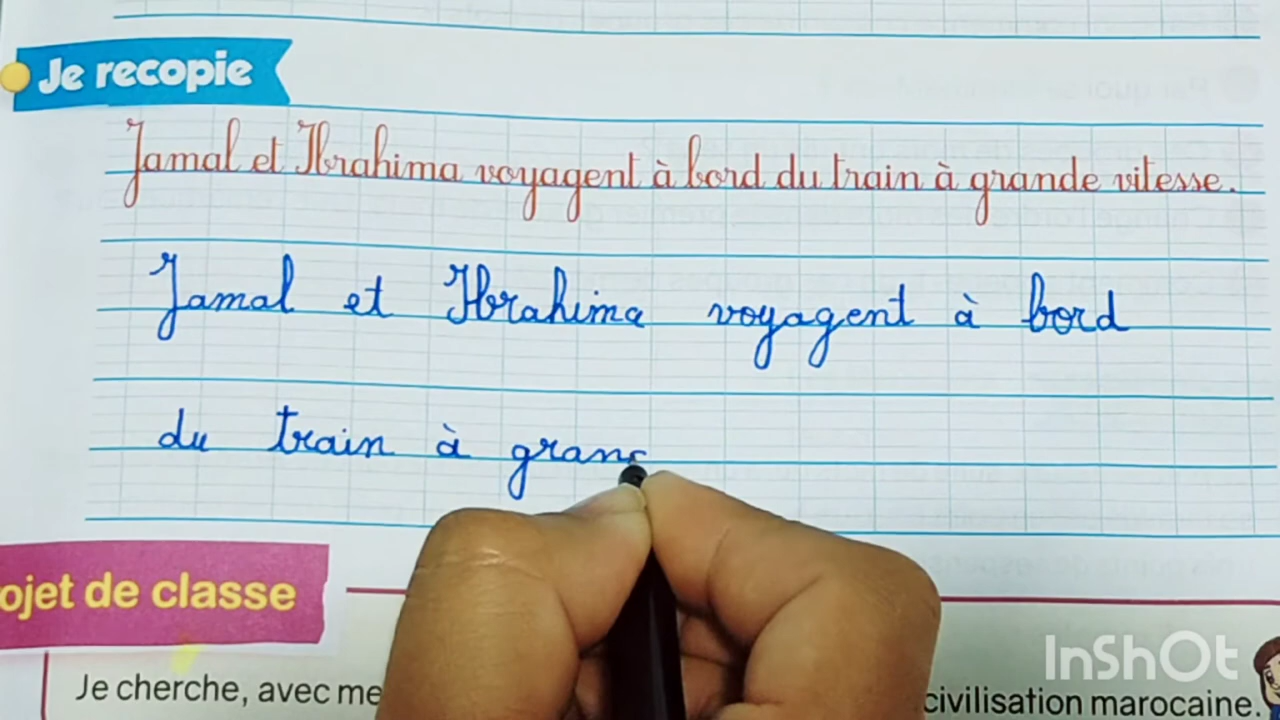 Je recopie
Jamal et Ibrahima voyagent à bord du train à grande vitesse.
Jamal et Ibrahima voyagent à bord
du train à gran
ojet de classe
Je cherche, avec me civilisation marocaine.
InShOt